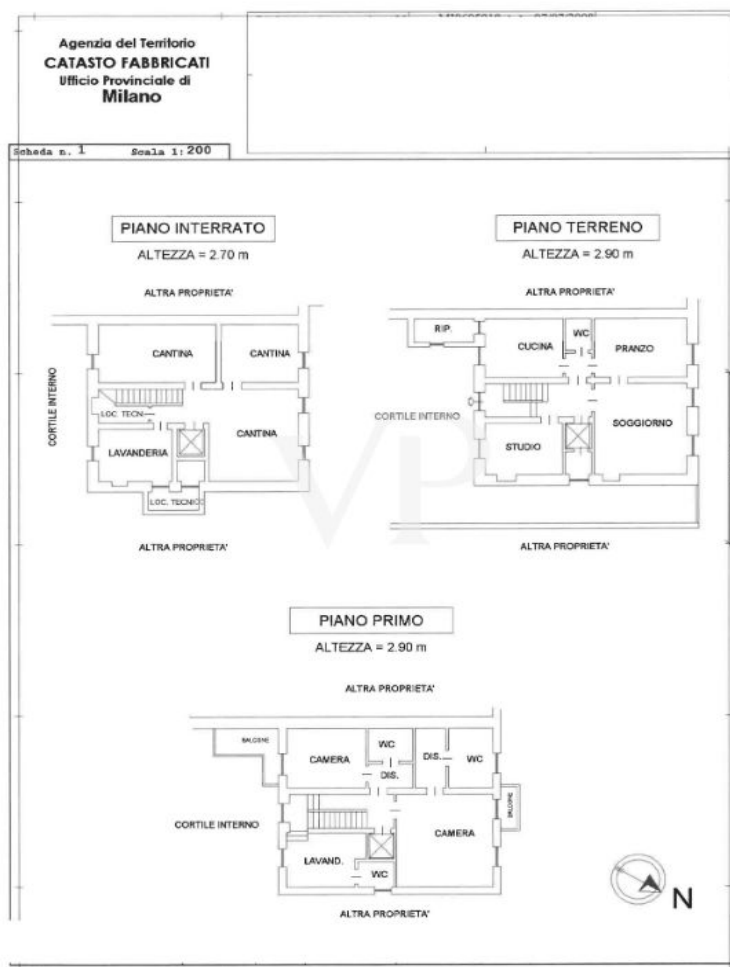 Agenzia del Territorio
CATASTO FABBRICATI
Ufficio Provinciale di
Milano
Scheda n. 1 Scala 1: 200
PIANO INTERRATO
ALTEZZA = 2.70 m
ALTRA PROPRIETA'
CANTINA
CANTINA
CORTILE INTERNO
LOC. TECN
CANTINA
LAVANDERIA
LOC. TECNICO
ALTRA PROPRIETA'
PIANO TERRENO
ALTEZZA = 2.90 m
ALTRA PROPRIETA'
RIP.
CUCINA
WC
PRANZO
CORTILE INTERNO
SOGGIORNO
STUDIO
ALTRA PROPRIETA'
VP
PIANO PRIMO
ALTEZZA = 2.90 m
ALTRA PROPRIETA'
BALCONE
CAMERA
WC
DIS.
DIS.
WC
BALCONE
CORTILE INTERNO
CAMERA
LAVAND.
WC
ALTRA PROPRIETA'
N